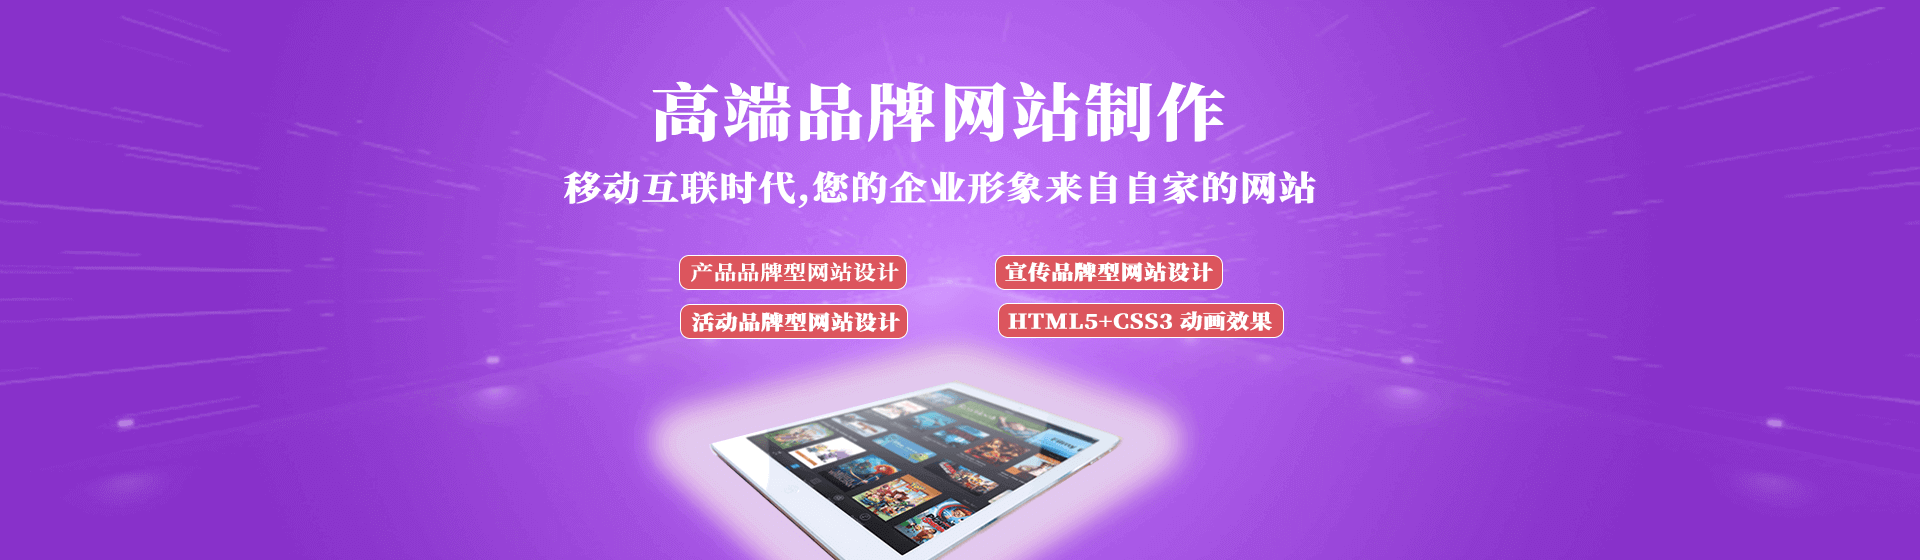 高端品牌网站制作
移动互联时代,您的企业形象来自自家的网站
产品品牌型网站设计
宣传品牌型网站设计
活动品牌型网站设计
HTML5+CSS3 动画效果